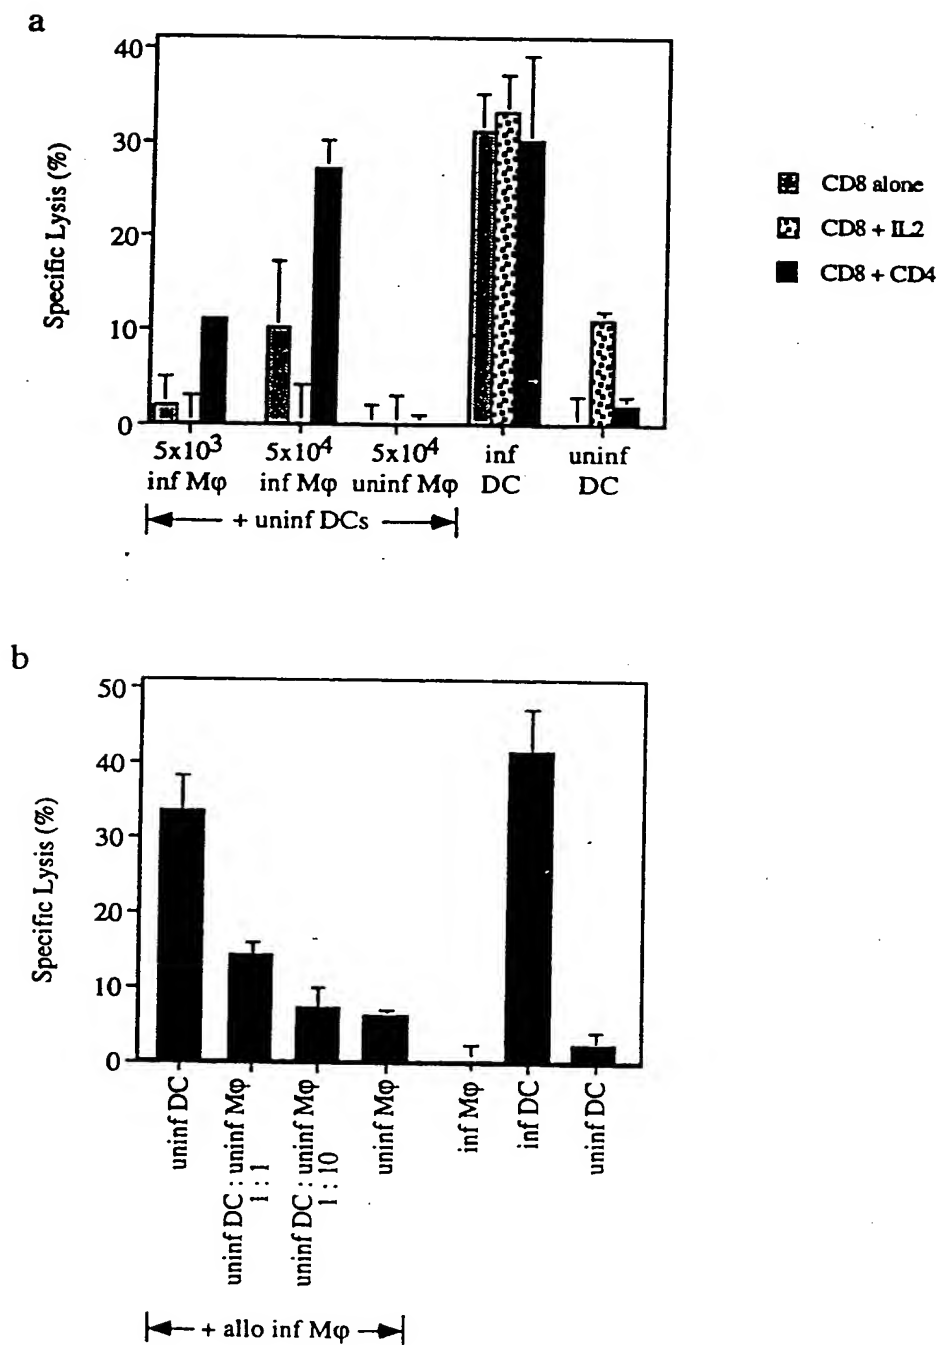 a
40
30
20
10
0
Specific Lysis (%)
CD8 alone
CD8 + IL2
CD8 + CD4
5x10³ 5x10⁴ 5x10⁴ inf uninf
inf Mφ inf Mφ uninf Mφ DC DC
+ uninf DCs
b
50
40
30
20
10
0
Specific Lysis (%)
uninf DC
uninf DC : uninf Mφ
1 : 1
uninf DC : uninf Mφ
1 : 10
uninf Mφ
inf Mφ
inf DC
uninf DC
+ allo inf Mφ